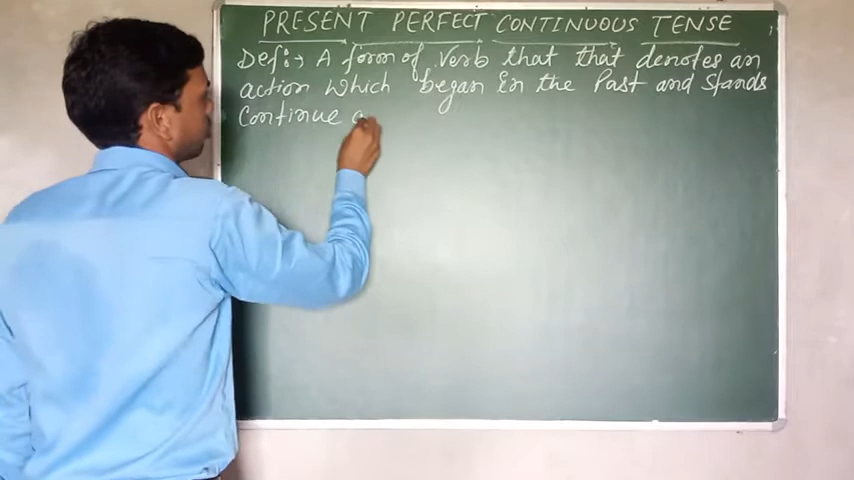 PRESENT PERFECT CONTINUOUS TENSE
Def:→ A form of verb that that denotes an
action which began in the Past and Stands
Continue